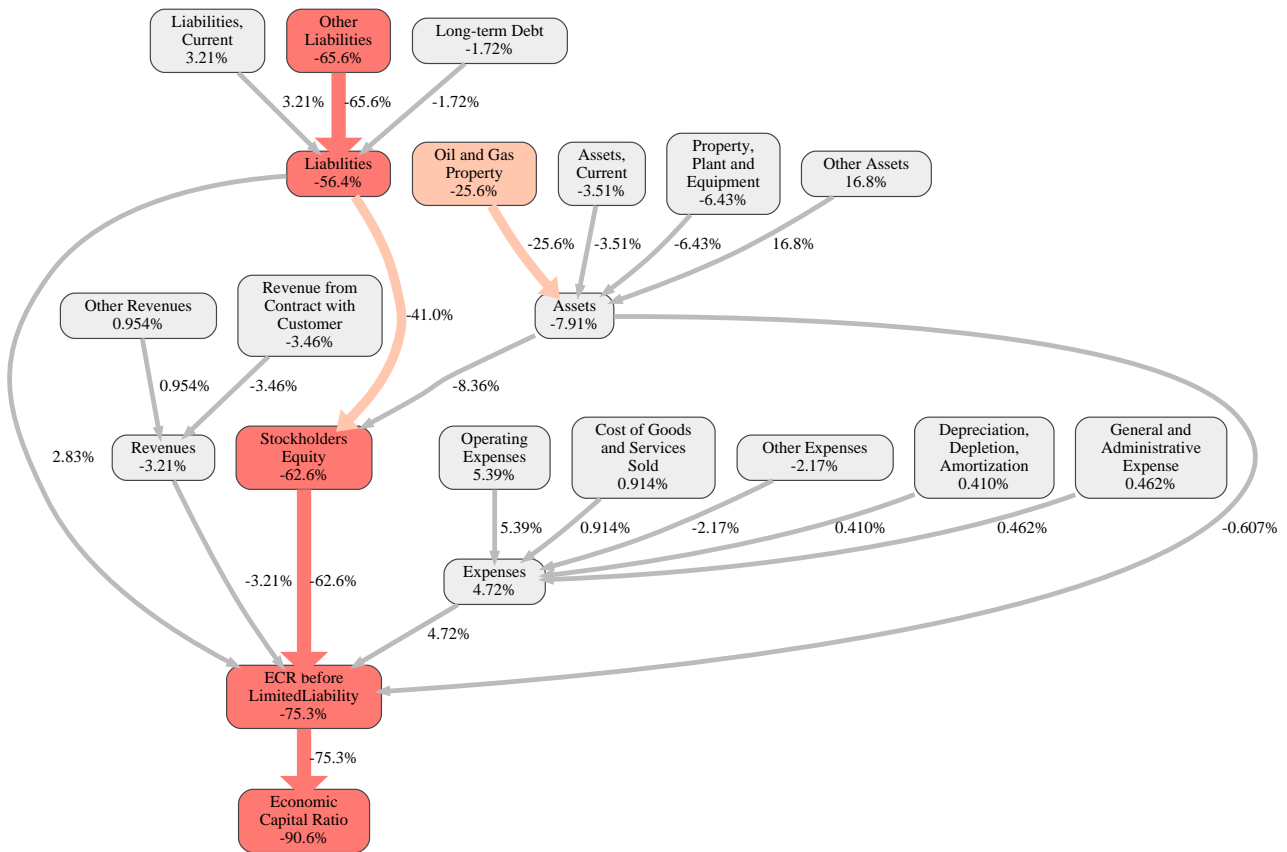 Liabilities,
Current
3.21%
Other
Liabilities
-65.6%
Long-term Debt
-1.72%
3.21%
-65.6%
-1.72%
Liabilities
-56.4%
Oil and Gas
Property
-25.6%
Assets,
Current
-3.51%
Property,
Plant and
Equipment
-6.43%
Other Assets
16.8%
-25.6%
-3.51%
-6.43%
16.8%
Other Revenues
0.954%
Revenue from
Contract with
Customer
-3.46%
-41.0%
Assets
-7.91%
0.954%
-3.46%
-8.36%
2.83%
Revenues
-3.21%
Stockholders
Equity
-62.6%
Operating
Expenses
5.39%
Cost of Goods
and Services
Sold
0.914%
Other Expenses
-2.17%
Depreciation,
Depletion,
Amortization
0.410%
General and
Administrative
Expense
0.462%
5.39%
0.914%
-2.17%
0.410%
0.462%
-0.607%
-3.21%
-62.6%
Expenses
4.72%
4.72%
ECR before
LimitedLiability
-75.3%
-75.3%
Economic
Capital Ratio
-90.6%